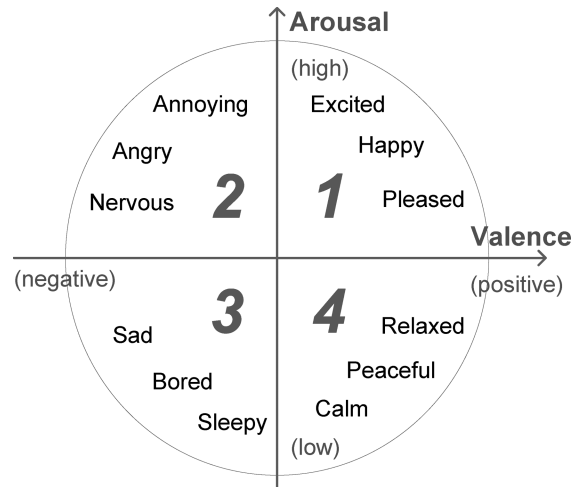 Arousal
(high)
Annoying
Excited
Angry
Happy
Nervous
2
1
Pleased
Valence
(negative)
(positive)
3
4
Sad
Relaxed
Bored
Peaceful
Sleepy
Calm
(low)